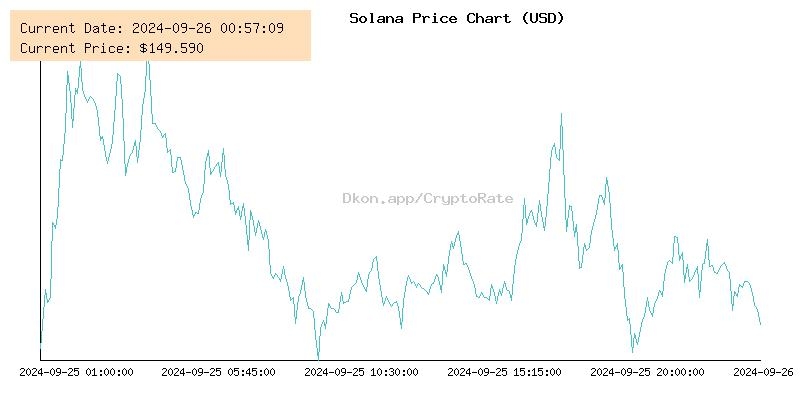 Solana Price Chart (USD)
Current Date: 2024-09-26 00:57:09
Current Price: $149.590
Dkon.app/CryptoRate
2024-09-25 01:00:00 2024-09-25 05:45:00 2024-09-25 10:30:00 2024-09-25 15:15:00 2024-09-25 20:00:00 2024-09-26